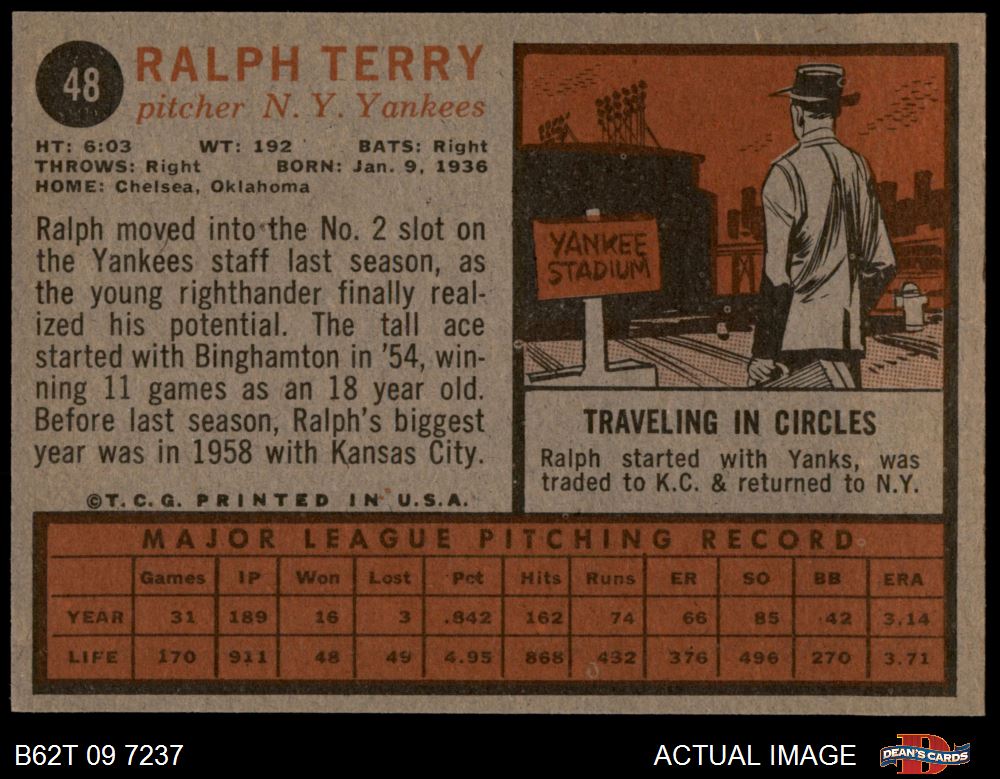 48
RALPH TERRY
pitcher N. Y. Yankees
HT: 6:03 WT: 192 BATS: Right
THROWS: Right BORN: Jan. 9, 1936
HOME: Chelsea, Oklahoma
Ralph moved into the No. 2 slot on
the Yankees staff last season, as
the young righthander finally real-
ized his potential. The tall ace
started with Binghamton in '54, win-
ning 11 games as an 18 year old.
Before last season, Ralph's biggest
year was in 1958 with Kansas City.
©T.C.G. PRINTED IN U.S.A.
YANKEE
STADIUM
TRAVELING IN CIRCLES
Ralph started with Yanks, was
traded to K.C. & returned to N.Y.
MAJOR LEAGUE PITCHING RECORD
Games IP Won Lost Pct Hits Runs ER SO BB ERA
YEAR 31 189 16 3 .842 162 74 66 85 42 3.14
LIFE 170 911 48 49 4.95 868 432 376 496 270 3.71
B62T 09 7237
ACTUAL IMAGE
D
DEAN'S CARDS